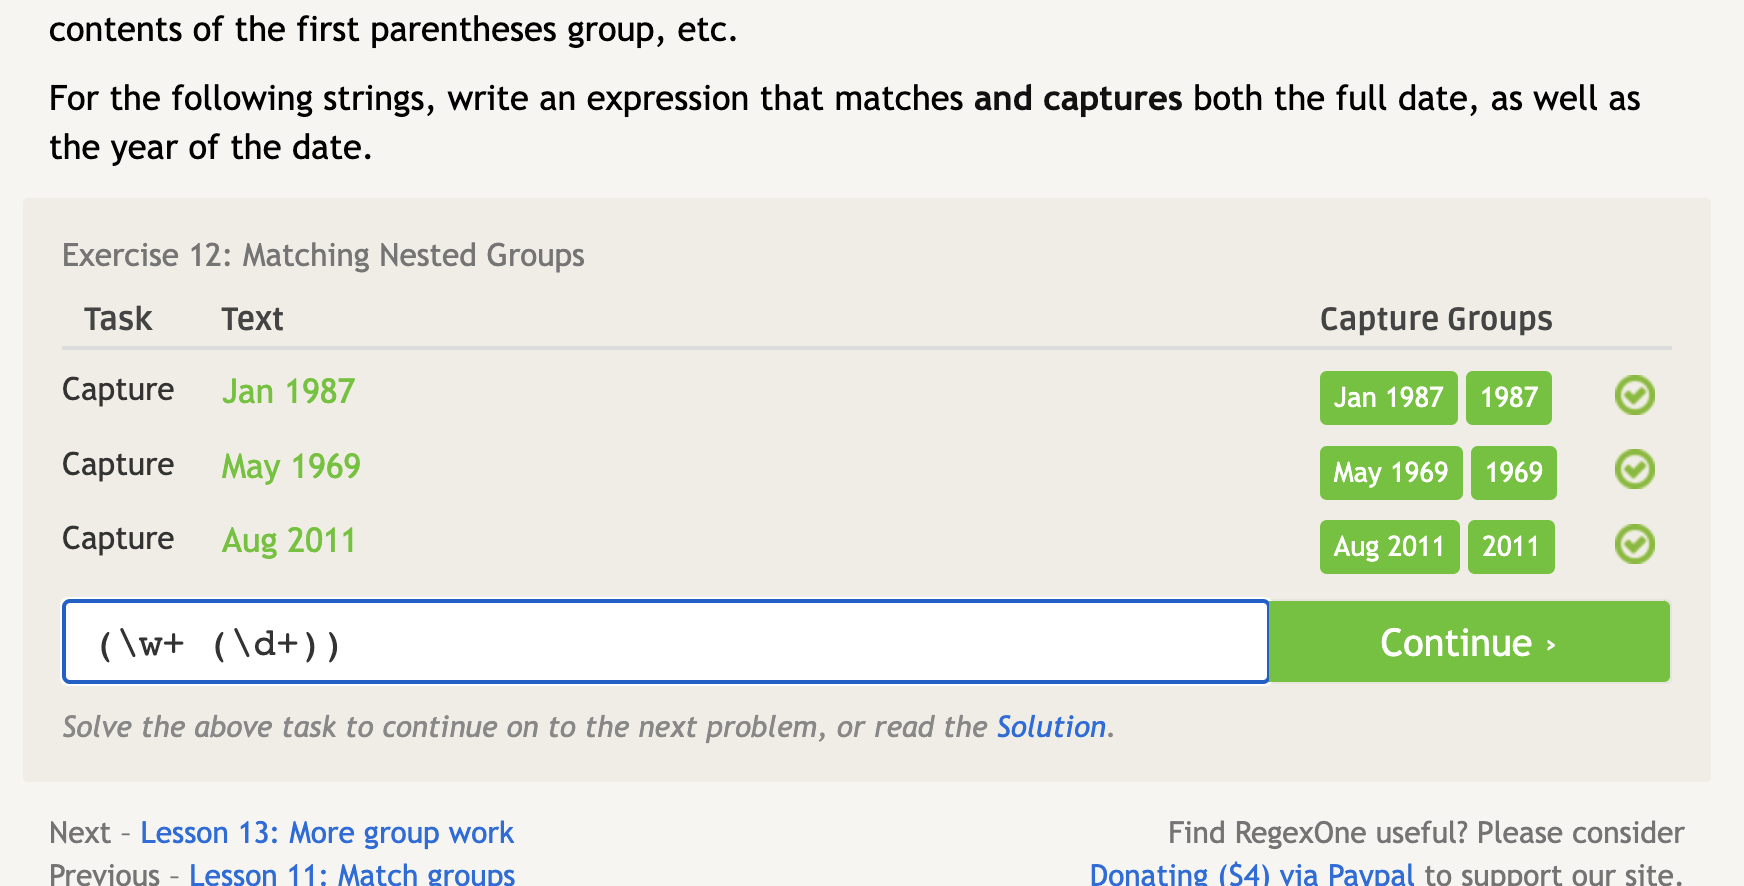 contents of the first parentheses group, etc.
For the following strings, write an expression that matches and captures both the full date, as well as
the year of the date.
Exercise 12: Matching Nested Groups
Task Text Capture Groups
Capture Jan 1987 Jan 1987 1987
Capture May 1969 May 1969 1969
Capture Aug 2011 Aug 2011 2011
(\w+ (\d+)) Continue ›
Solve the above task to continue on to the next problem, or read the Solution.
Next – Lesson 13: More group work Find RegexOne useful? Please consider
Previous – Lesson 11: Match groups Donating ($4) via Paypal to support our site.